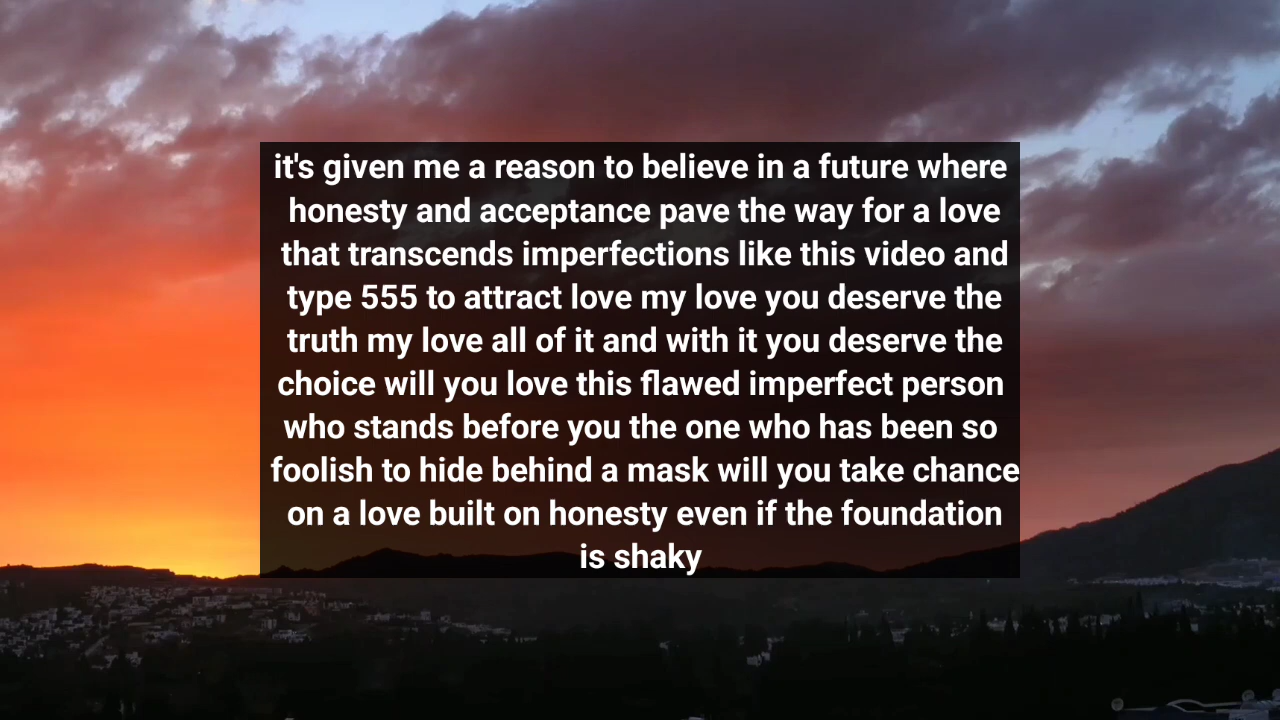 it's given me a reason to believe in a future where
honesty and acceptance pave the way for a love
that transcends imperfections like this video and
type 555 to attract love my love you deserve the
truth my love all of it and with it you deserve the
choice will you love this flawed imperfect person
who stands before you the one who has been so
foolish to hide behind a mask will you take chance
on a love built on honesty even if the foundation
is shaky